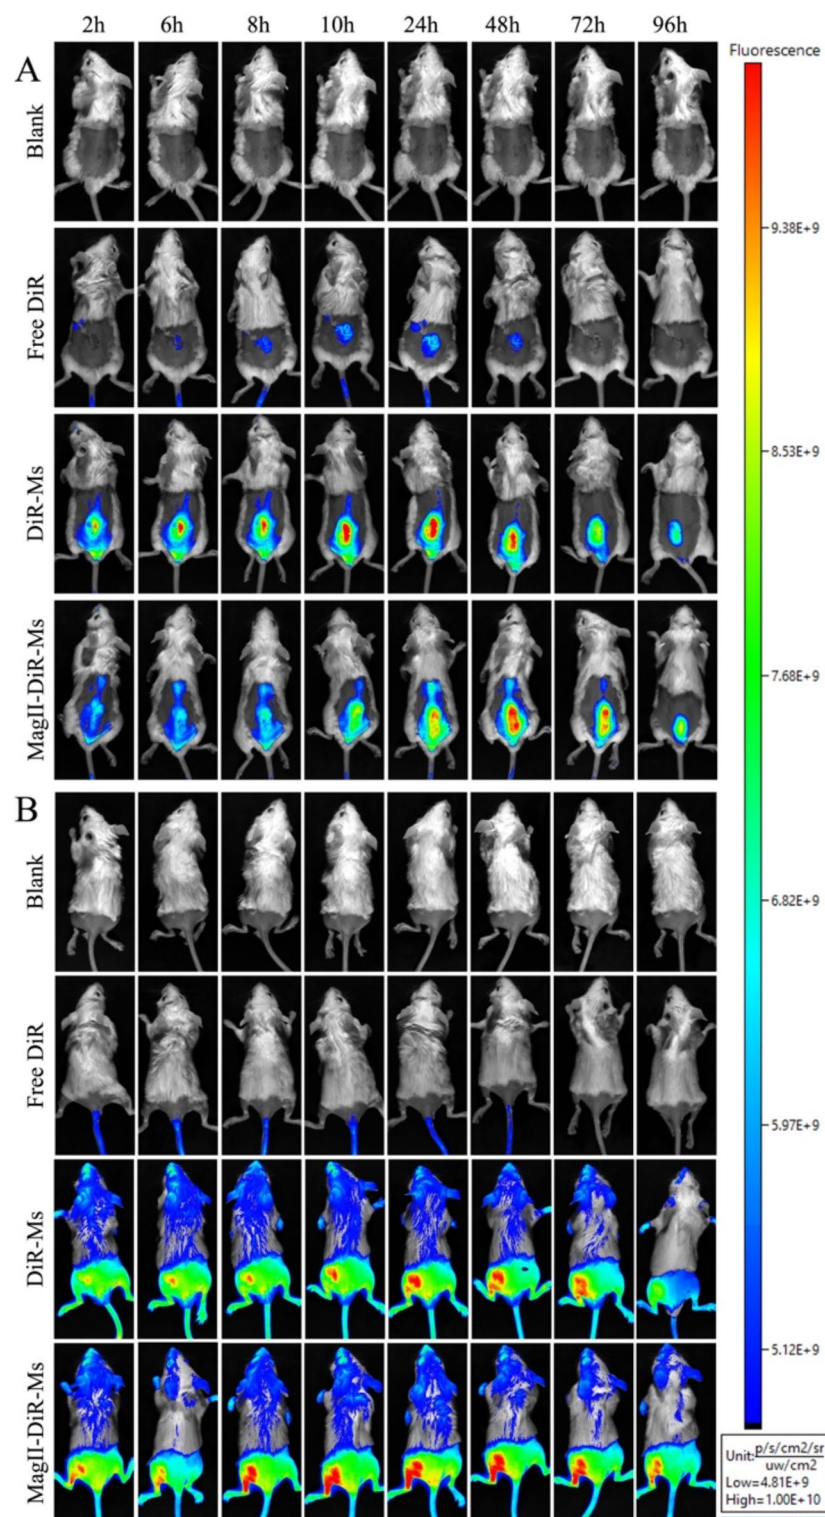 2h 6h 8h 10h 24h 48h 72h 96h
Fluorescence
A
Blank
Free DiR
DiR-Ms
MagII-DiR-Ms
B
Blank
Free DiR
DiR-Ms
MagII-DiR-Ms
9.38E+9
8.53E+9
7.68E+9
6.82E+9
5.97E+9
5.12E+9
Unit: p/s/cm2/sr
uw/cm2
Low=4.81E+9
High=1.00E+10